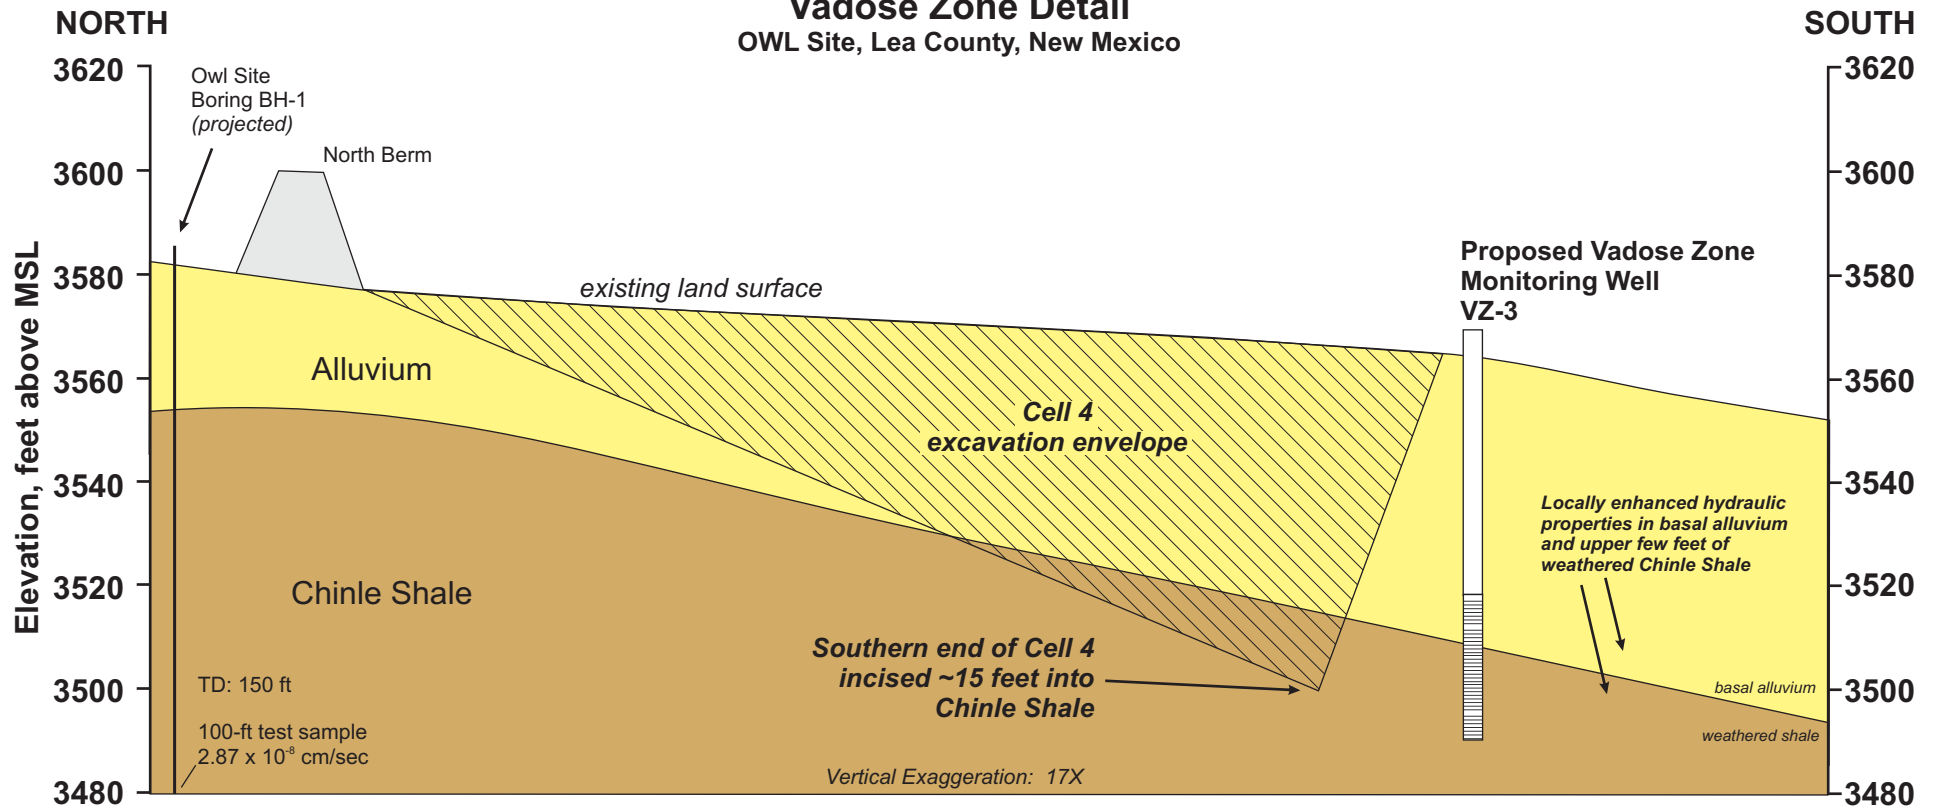 Vadose Zone Detail
OWL Site, Lea County, New Mexico
NORTH
SOUTH
3620
3600
3580
3560
3540
3520
3500
3480
Elevation, feet above MSL
Owl Site
Boring BH-1
(projected)
North Berm
existing land surface
Alluvium
Chinle Shale
Cell 4
excavation envelope
Southern end of Cell 4
incised ~15 feet into
Chinle Shale
TD: 150 ft
100-ft test sample
2.87 x 10⁻⁸ cm/sec
Vertical Exaggeration: 17X
Proposed Vadose Zone
Monitoring Well
VZ-3
Locally enhanced hydraulic
properties in basal alluvium
and upper few feet of
weathered Chinle Shale
basal alluvium
weathered shale
3620
3600
3580
3560
3540
3520
3500
3480